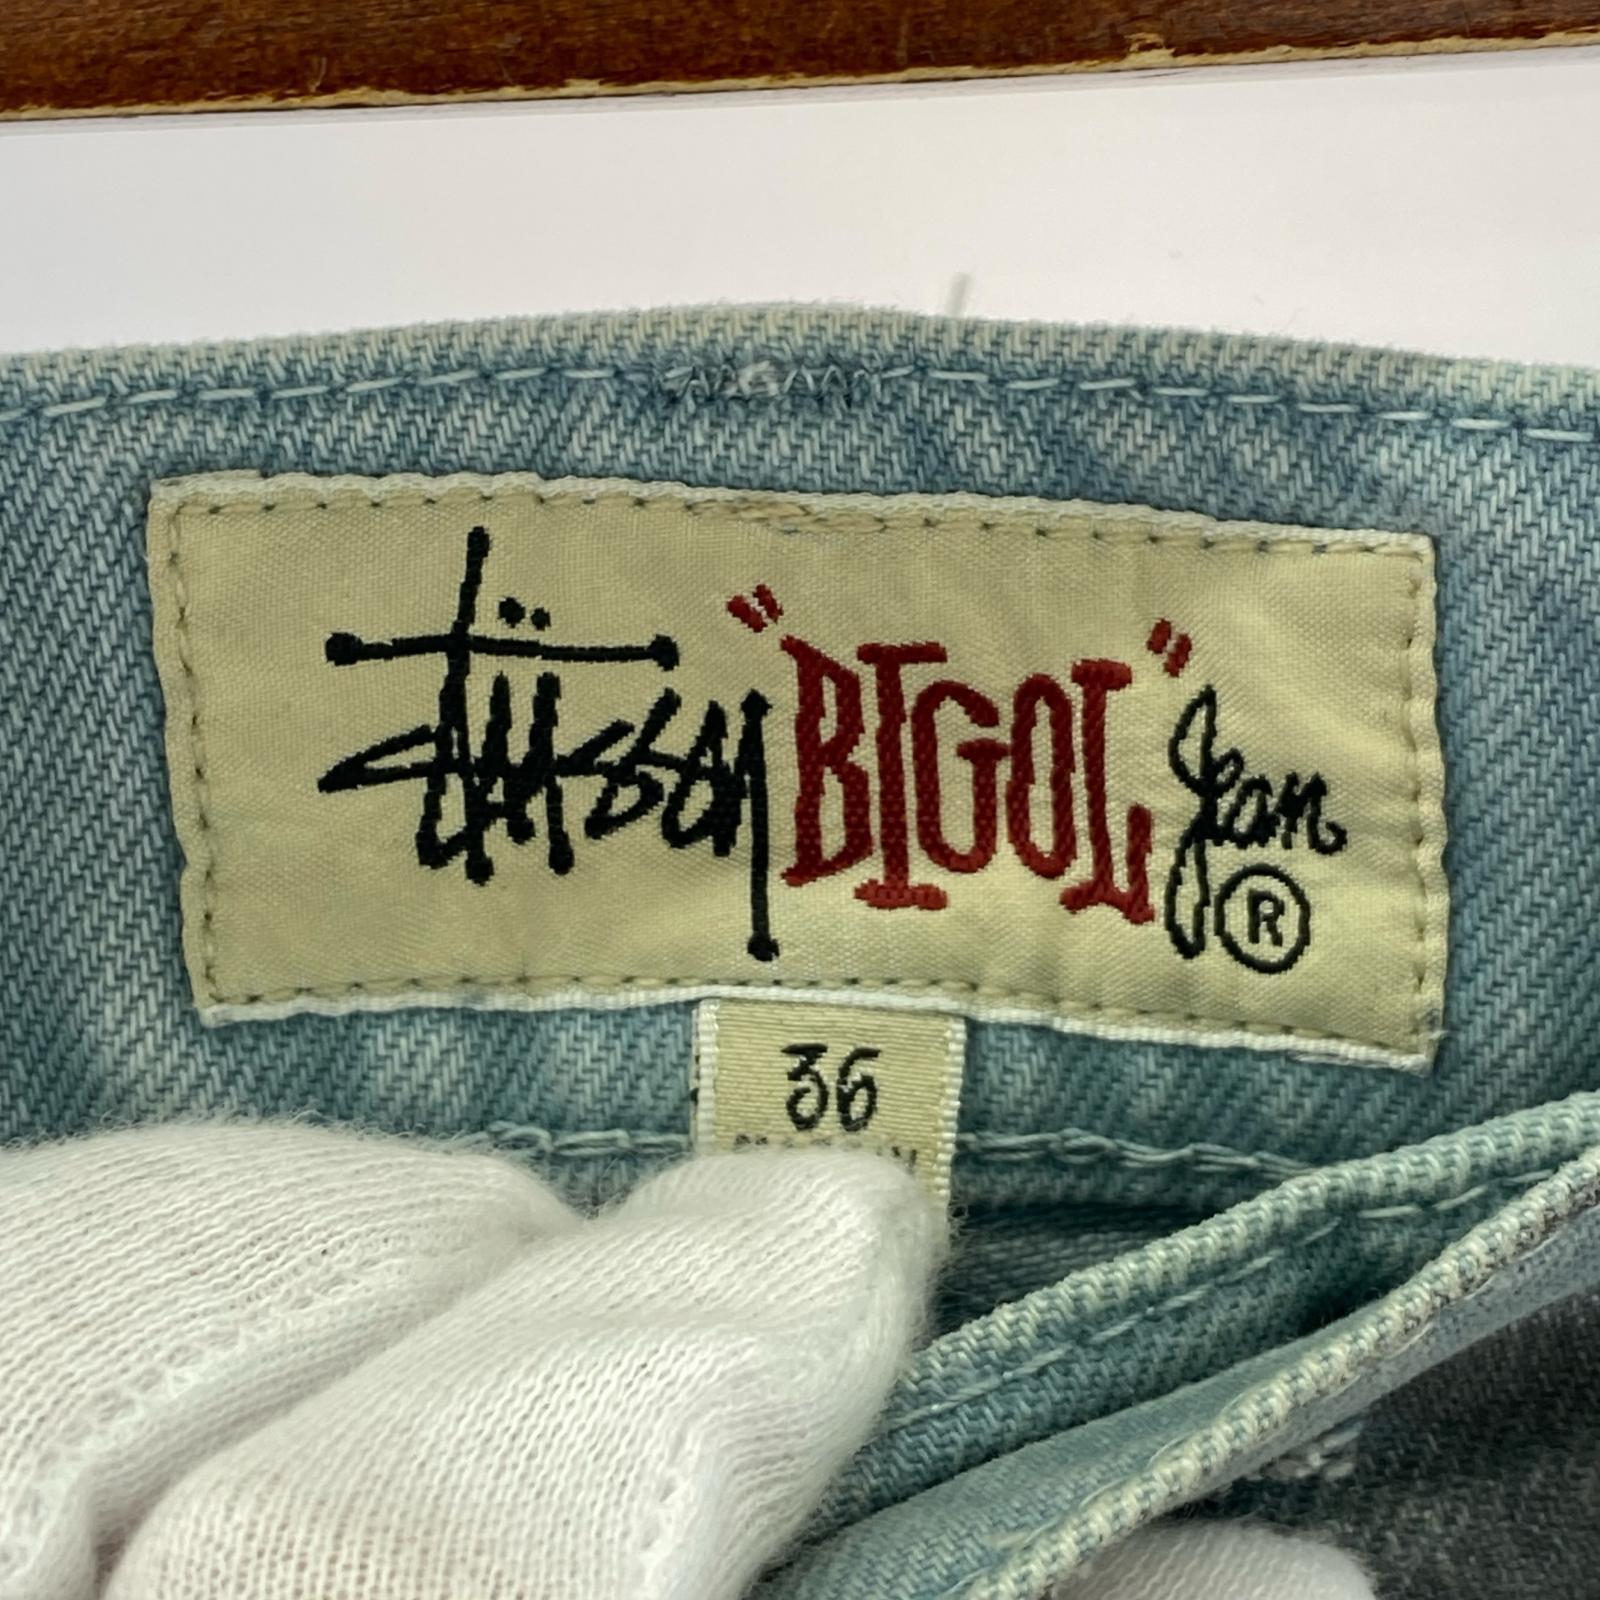 Stüssy "BIGOL" Jean ®
36